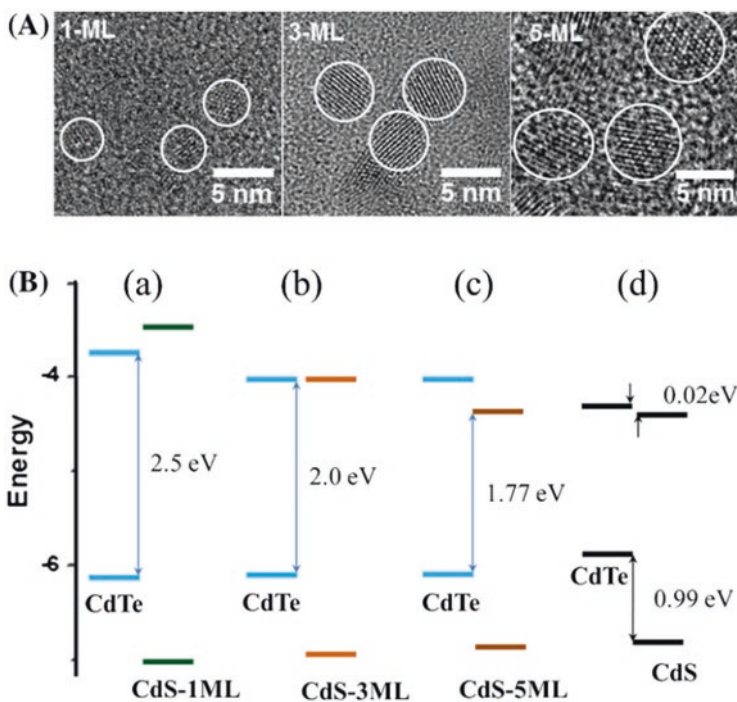 (A)
1-ML
3-ML
5-ML
5 nm
5 nm
5 nm
(B)
(a)
(b)
(c)
(d)
-4
-6
Energy
2.5 eV
2.0 eV
1.77 eV
0.02eV
0.99 eV
CdTe
CdTe
CdTe
CdTe
CdS
CdS-1ML
CdS-3ML
CdS-5ML